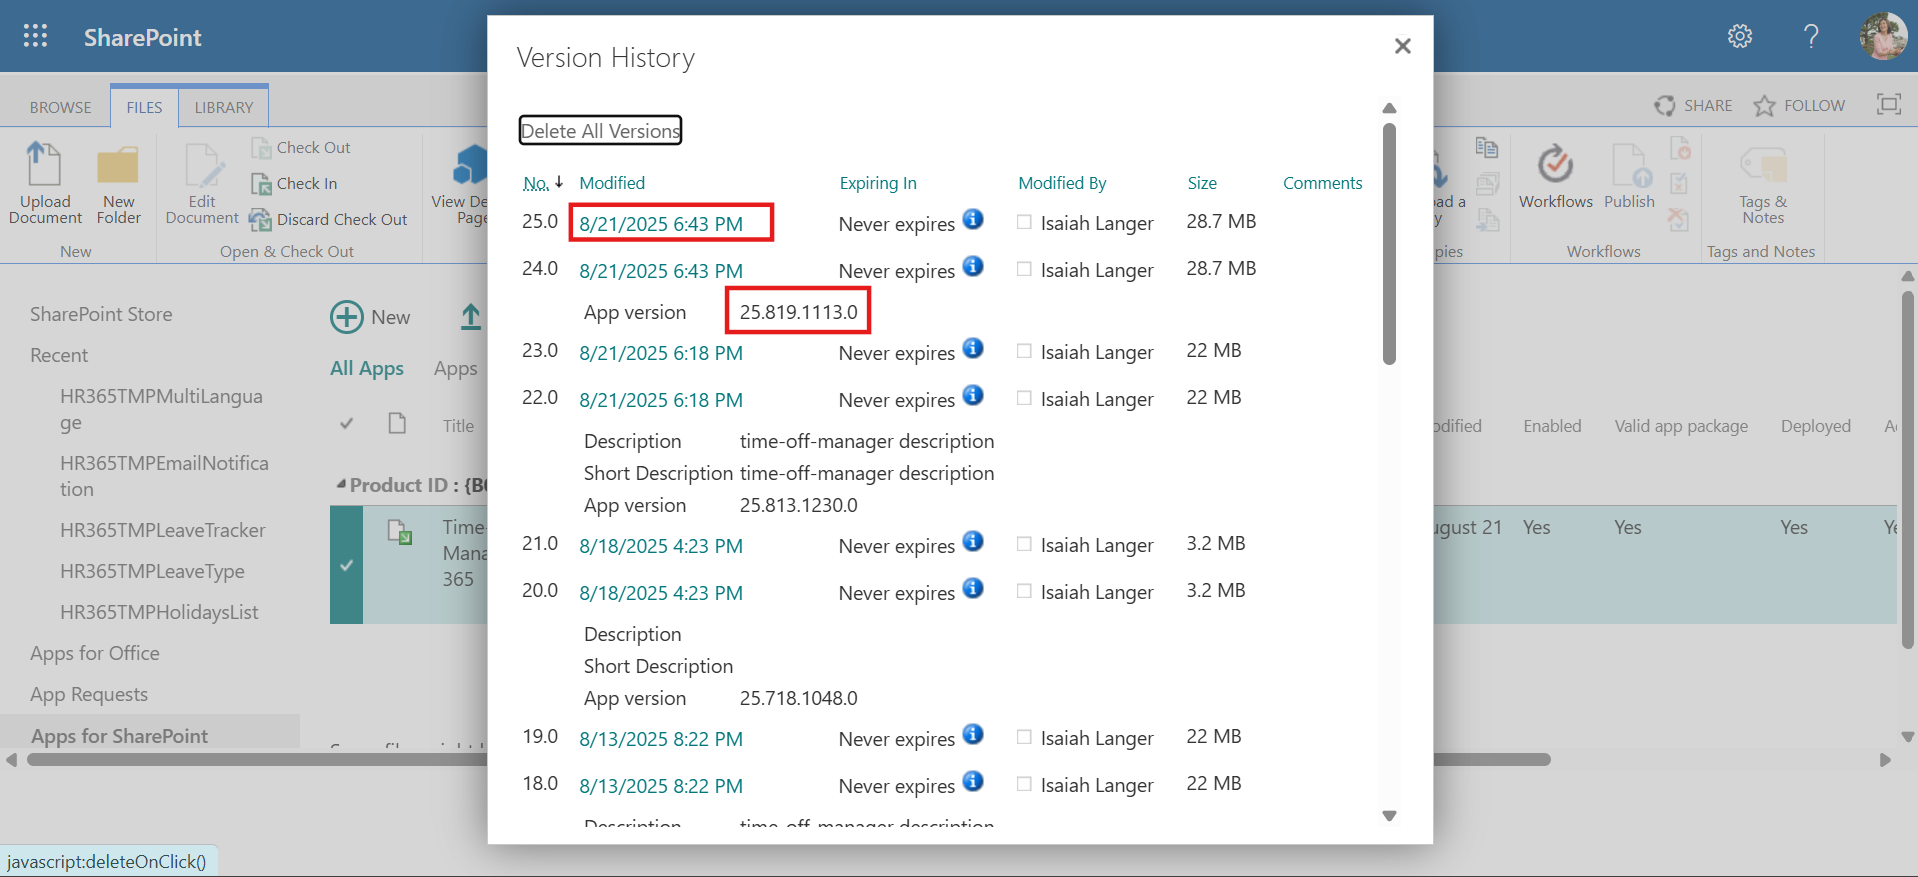 SharePoint
BROWSE
FILES
LIBRARY
SHARE
FOLLOW
Upload
Document
New
Folder
New
Edit
Document
Check Out
Check In
Discard Check Out
Open & Check Out
View De
Page
ad a
y
pies
Workflows
Publish
Workflows
Tags &
Notes
Tags and Notes
SharePoint Store
Recent
HR365TMPMultiLangua
ge
HR365TMPEmailNotifica
tion
HR365TMPLeaveTracker
HR365TMPLeaveType
HR365TMPHolidaysList
Apps for Office
App Requests
Apps for SharePoint
New
All Apps
Apps
Title
Product ID : {B
Time-
Mana
365
odified
Enabled
Valid app package
Deployed
ugust 21
Yes
Yes
Yes
Version History
Delete All Versions
No. Modified Expiring In Modified By Size Comments
25.0 8/21/2025 6:43 PM Never expires Isaiah Langer 28.7 MB
24.0 8/21/2025 6:43 PM Never expires Isaiah Langer 28.7 MB
App version 25.819.1113.0
23.0 8/21/2025 6:18 PM Never expires Isaiah Langer 22 MB
22.0 8/21/2025 6:18 PM Never expires Isaiah Langer 22 MB
Description time-off-manager description
Short Description time-off-manager description
App version 25.813.1230.0
21.0 8/18/2025 4:23 PM Never expires Isaiah Langer 3.2 MB
20.0 8/18/2025 4:23 PM Never expires Isaiah Langer 3.2 MB
Description
Short Description
App version 25.718.1048.0
19.0 8/13/2025 8:22 PM Never expires Isaiah Langer 22 MB
18.0 8/13/2025 8:22 PM Never expires Isaiah Langer 22 MB
Description time-off-manager description
javascript:deleteOnClick()